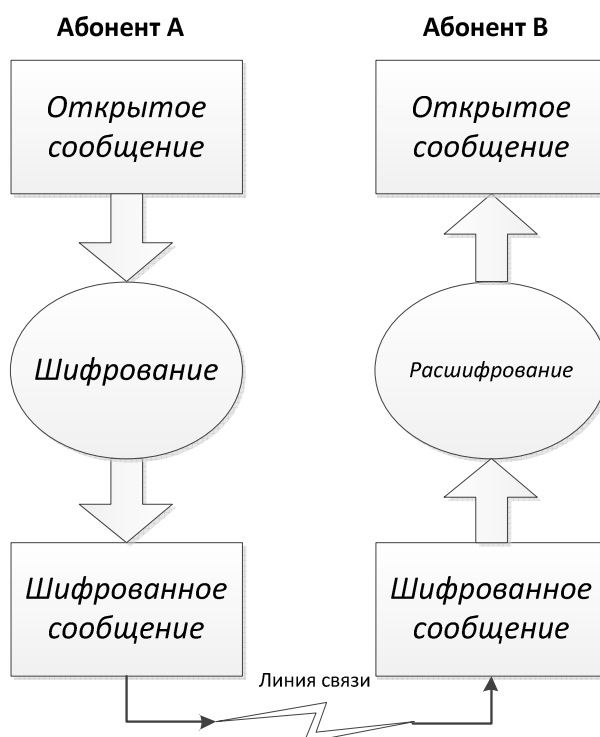 Абонент А
Абонент В
Открытое
сообщение
Открытое
сообщение
Шифрование
Расшифрование
Шифрованное
сообщение
Шифрованное
сообщение
Линия связи